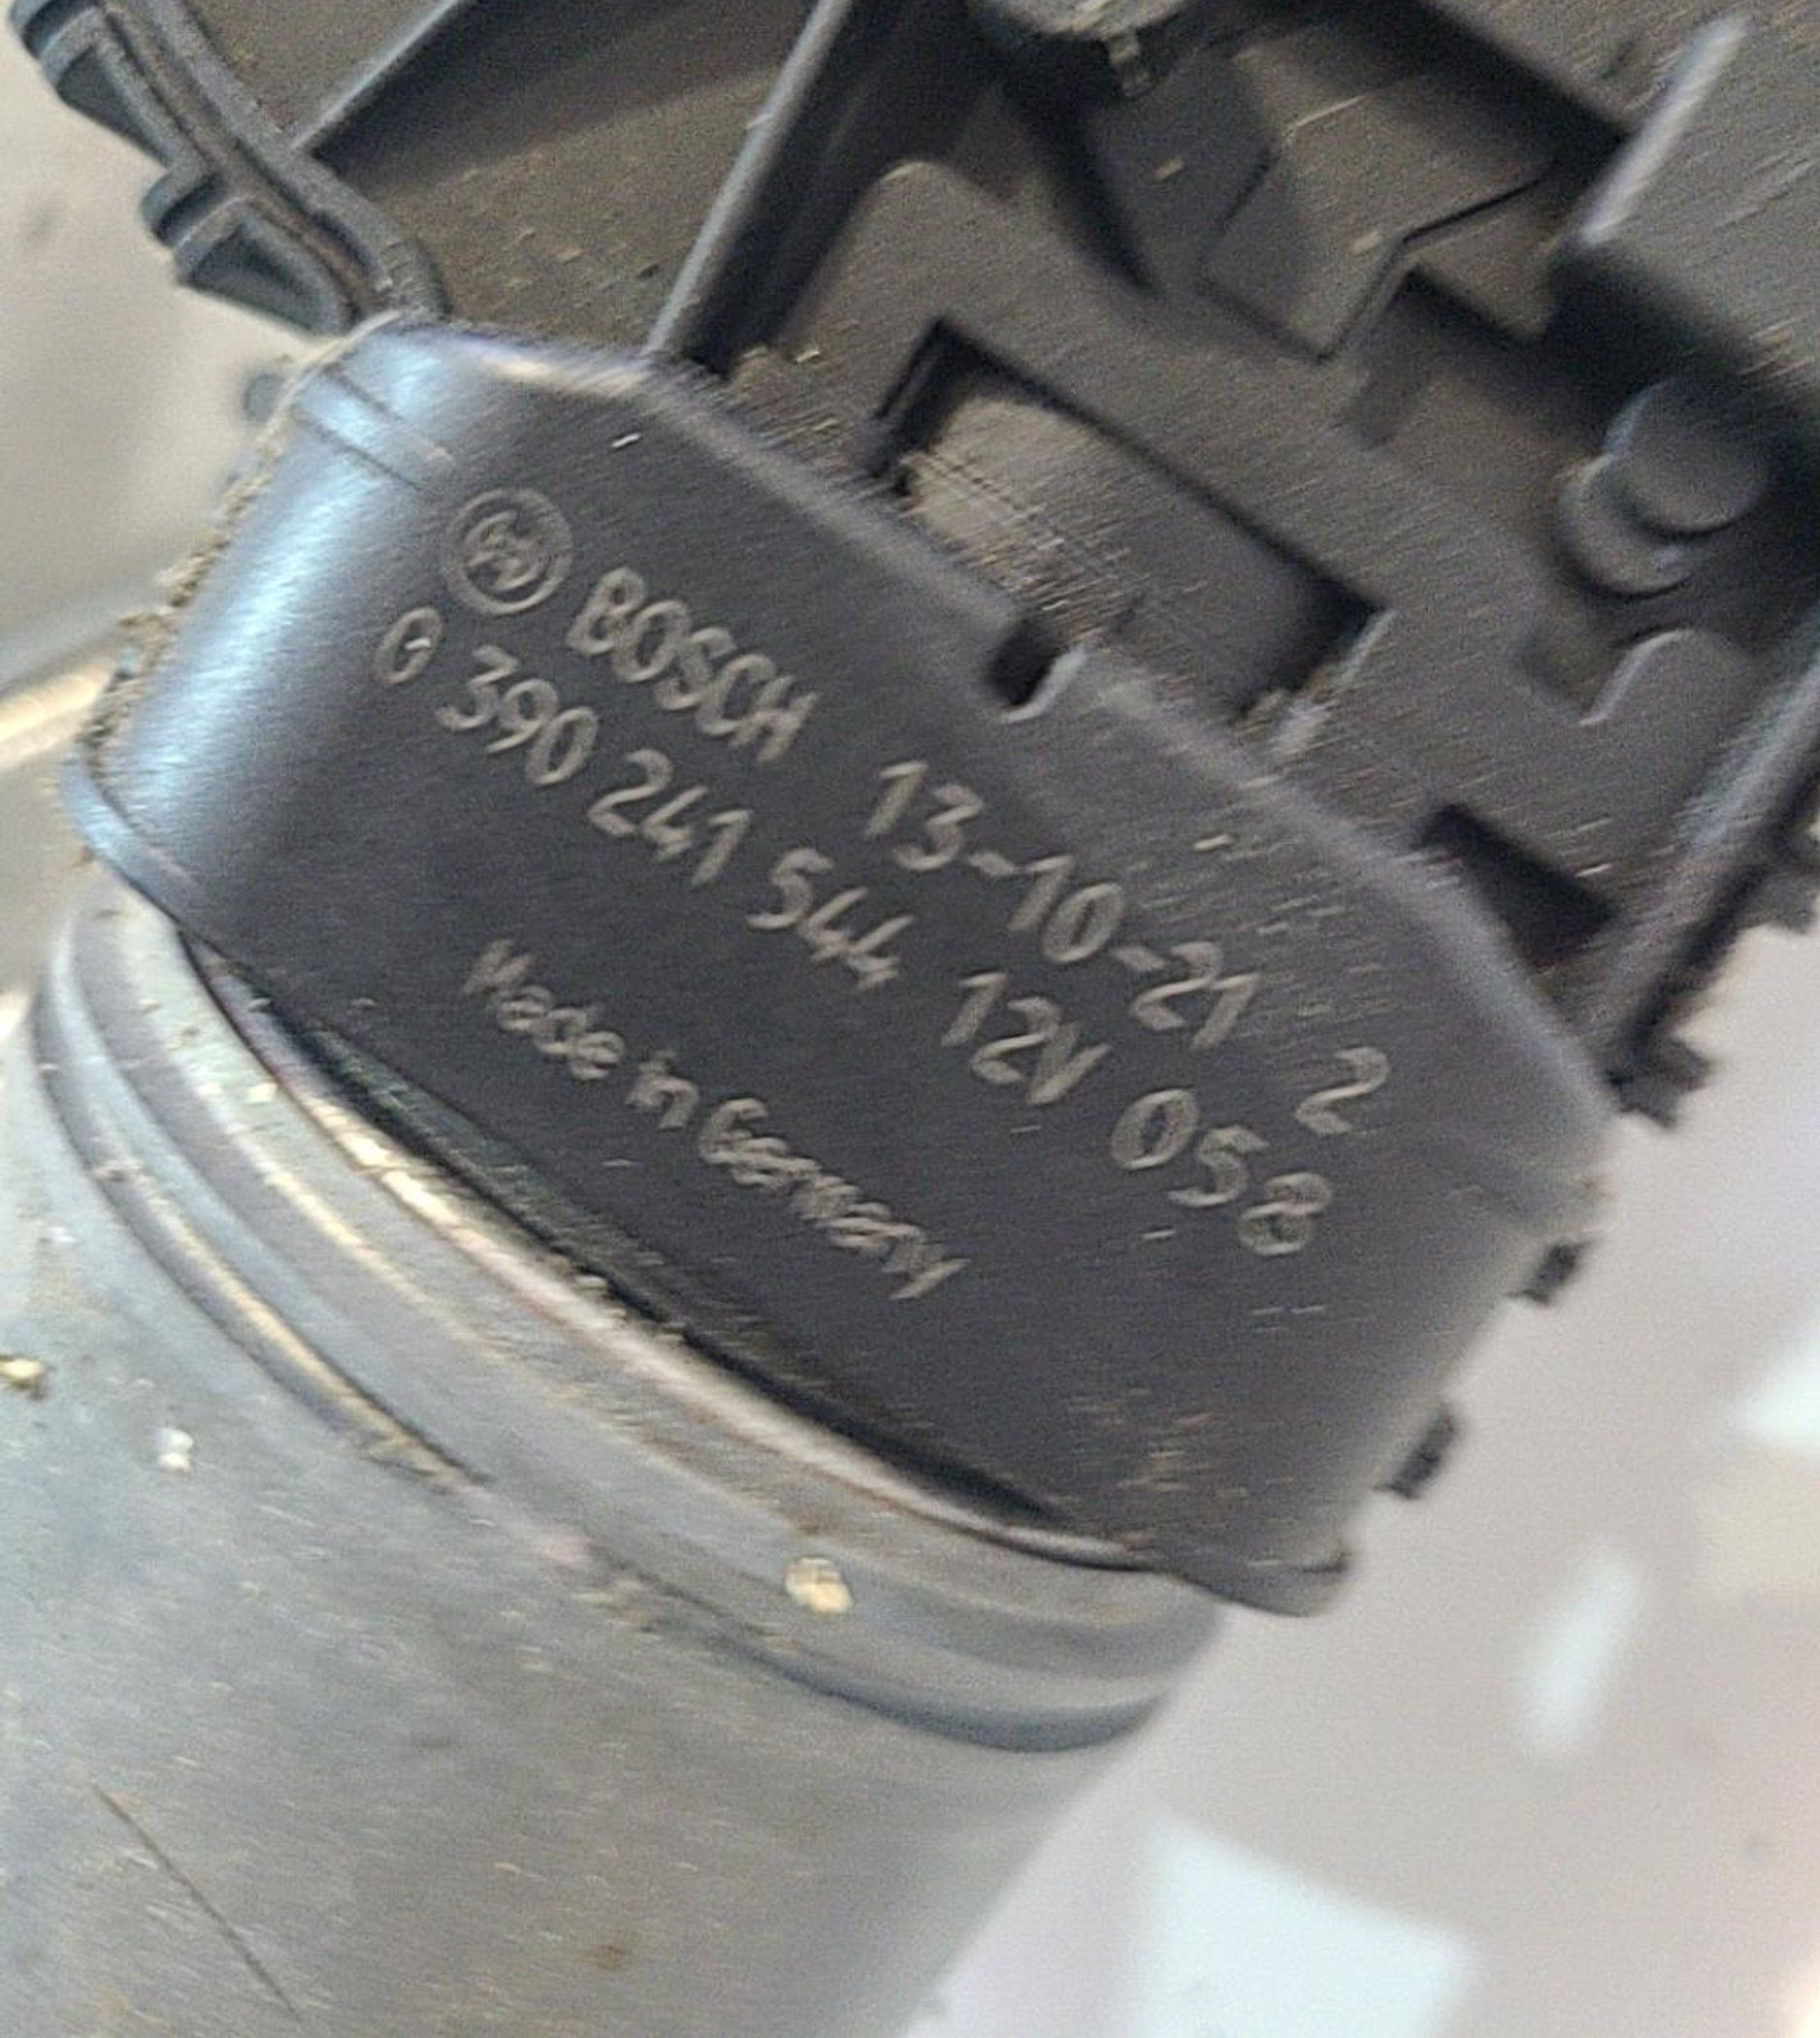 BOSCH 13-10-21 2
0 390 241 544 12V 058
Made in Germany